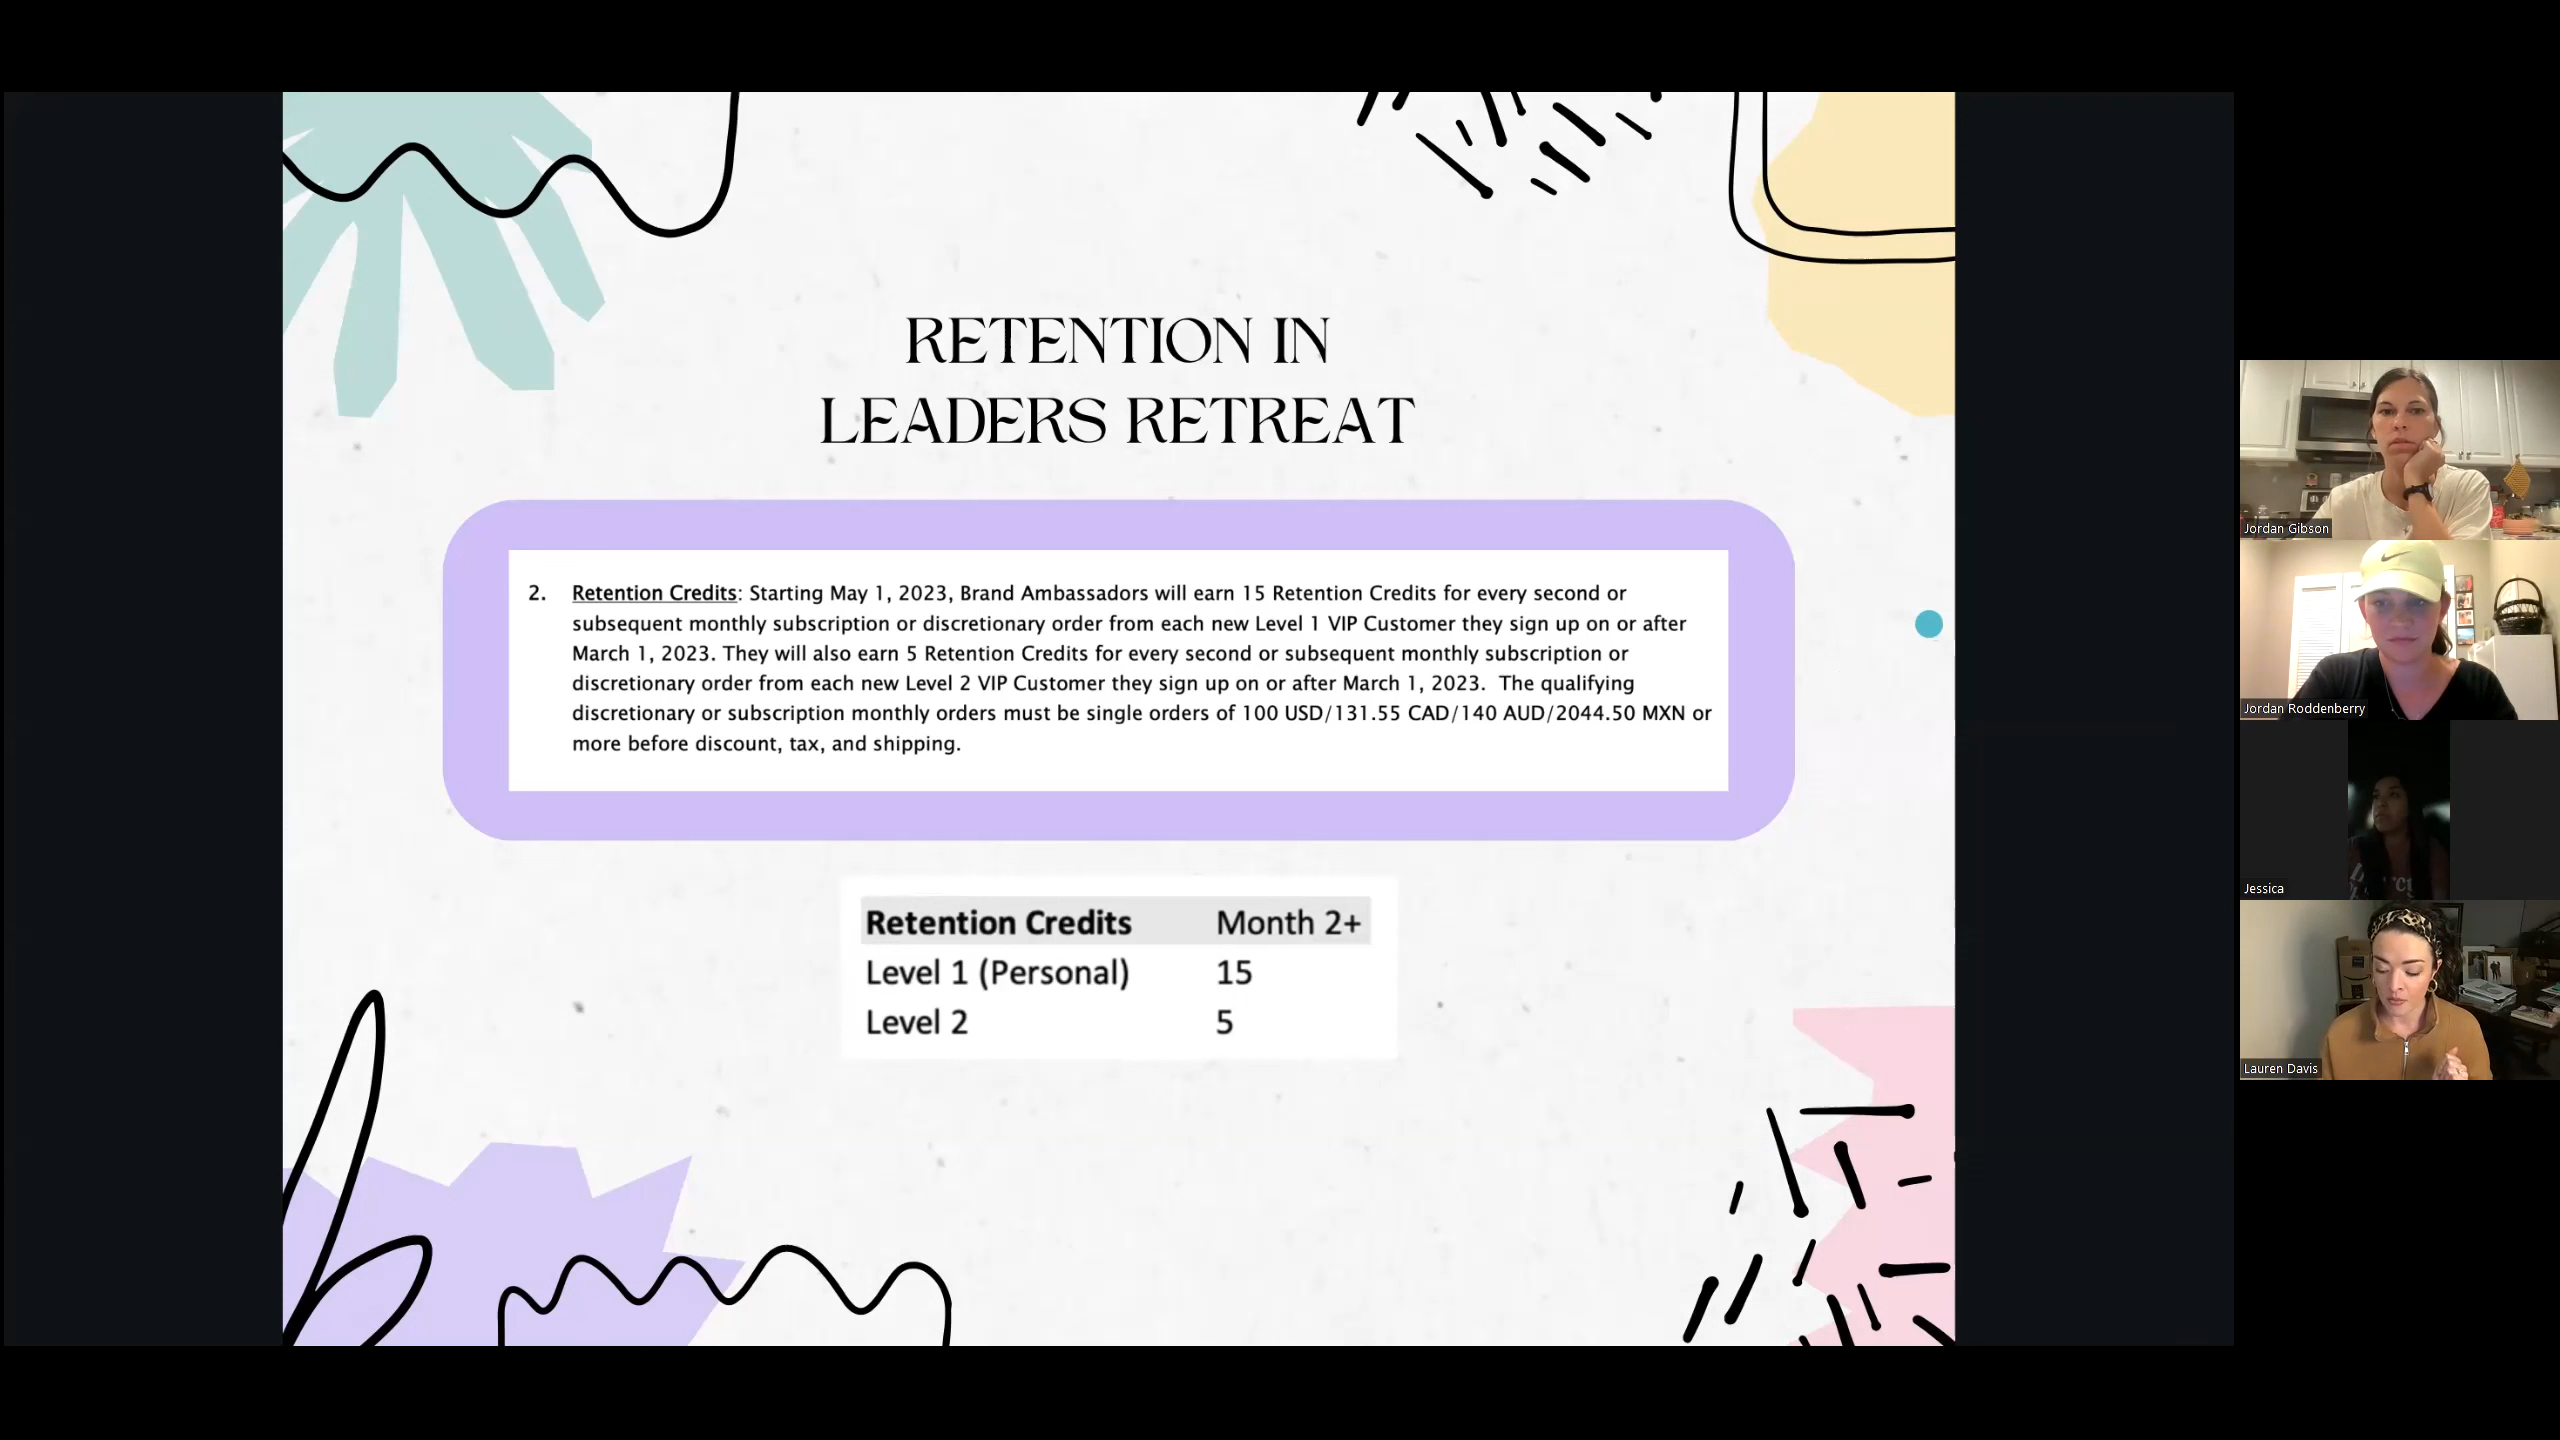 RETENTION IN
LEADERS RETREAT
2. Retention Credits: Starting May 1, 2023, Brand Ambassadors will earn 15 Retention Credits for every second or
subsequent monthly subscription or discretionary order from each new Level 1 VIP Customer they sign up on or after
March 1, 2023. They will also earn 5 Retention Credits for every second or subsequent monthly subscription or
discretionary order from each new Level 2 VIP Customer they sign up on or after March 1, 2023. The qualifying
discretionary or subscription monthly orders must be single orders of 100 USD/131.55 CAD/140 AUD/2044.50 MXN or
more before discount, tax, and shipping.
Retention Credits Month 2+
Level 1 (Personal) 15
Level 2 5
Jordan Gibson
Jordan Roddenberry
Jessica
Lauren Davis